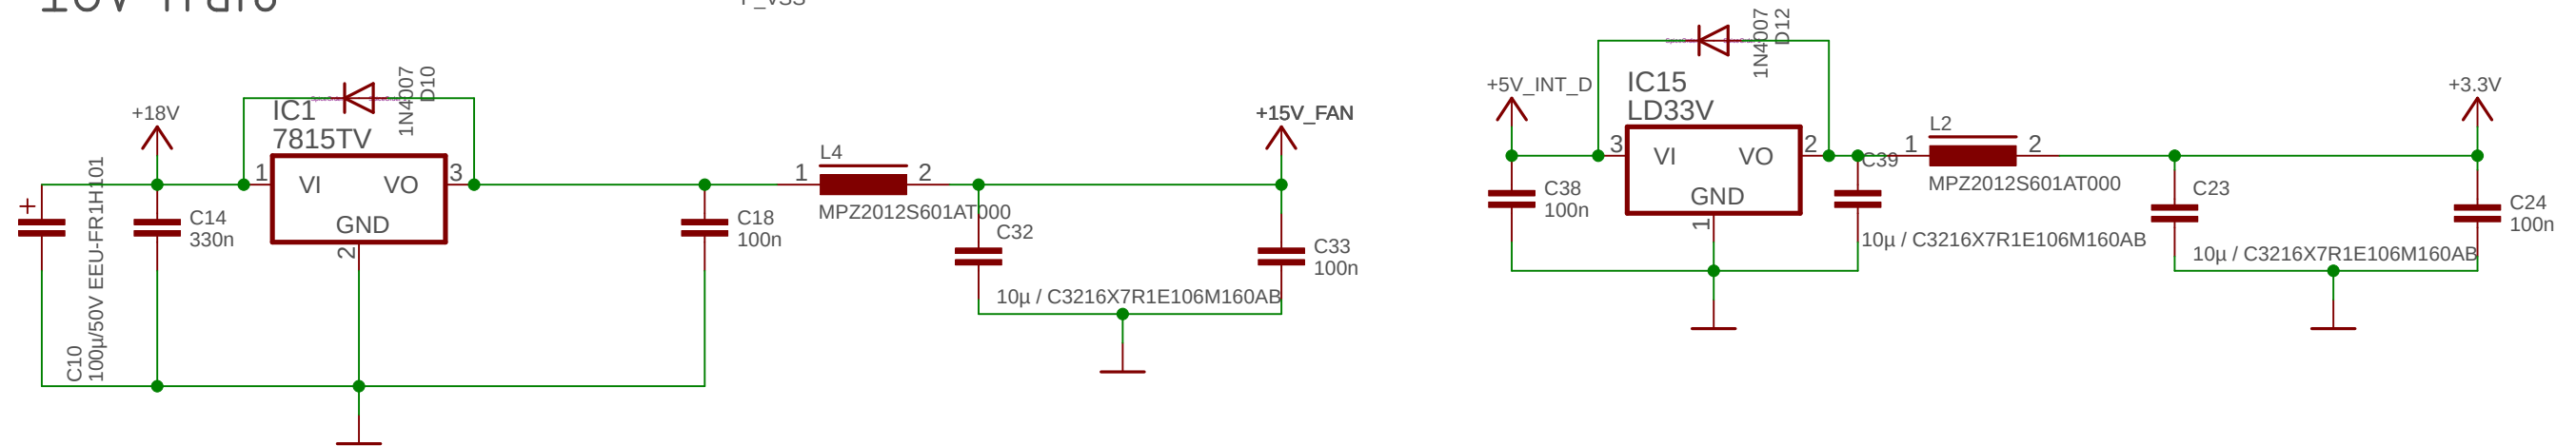 +18V
IC1
7815TV
1N4007
D10
1
VI
VO
3
GND
2
+
C10
100µ/50V EEU-FR1H101
C14
330n
C18
100n
L4
1
2
MPZ2012S601AT000
C32
10µ / C3216X7R1E106M160AB
+15V_FAN
C33
100n
+5V_INT_D
IC15
LD33V
1N4007
D12
3
VI
VO
2
GND
1
C38
100n
C39
10µ / C3216X7R1E106M160AB
L2
1
2
MPZ2012S601AT000
C23
10µ / C3216X7R1E106M160AB
+3.3V
C24
100n